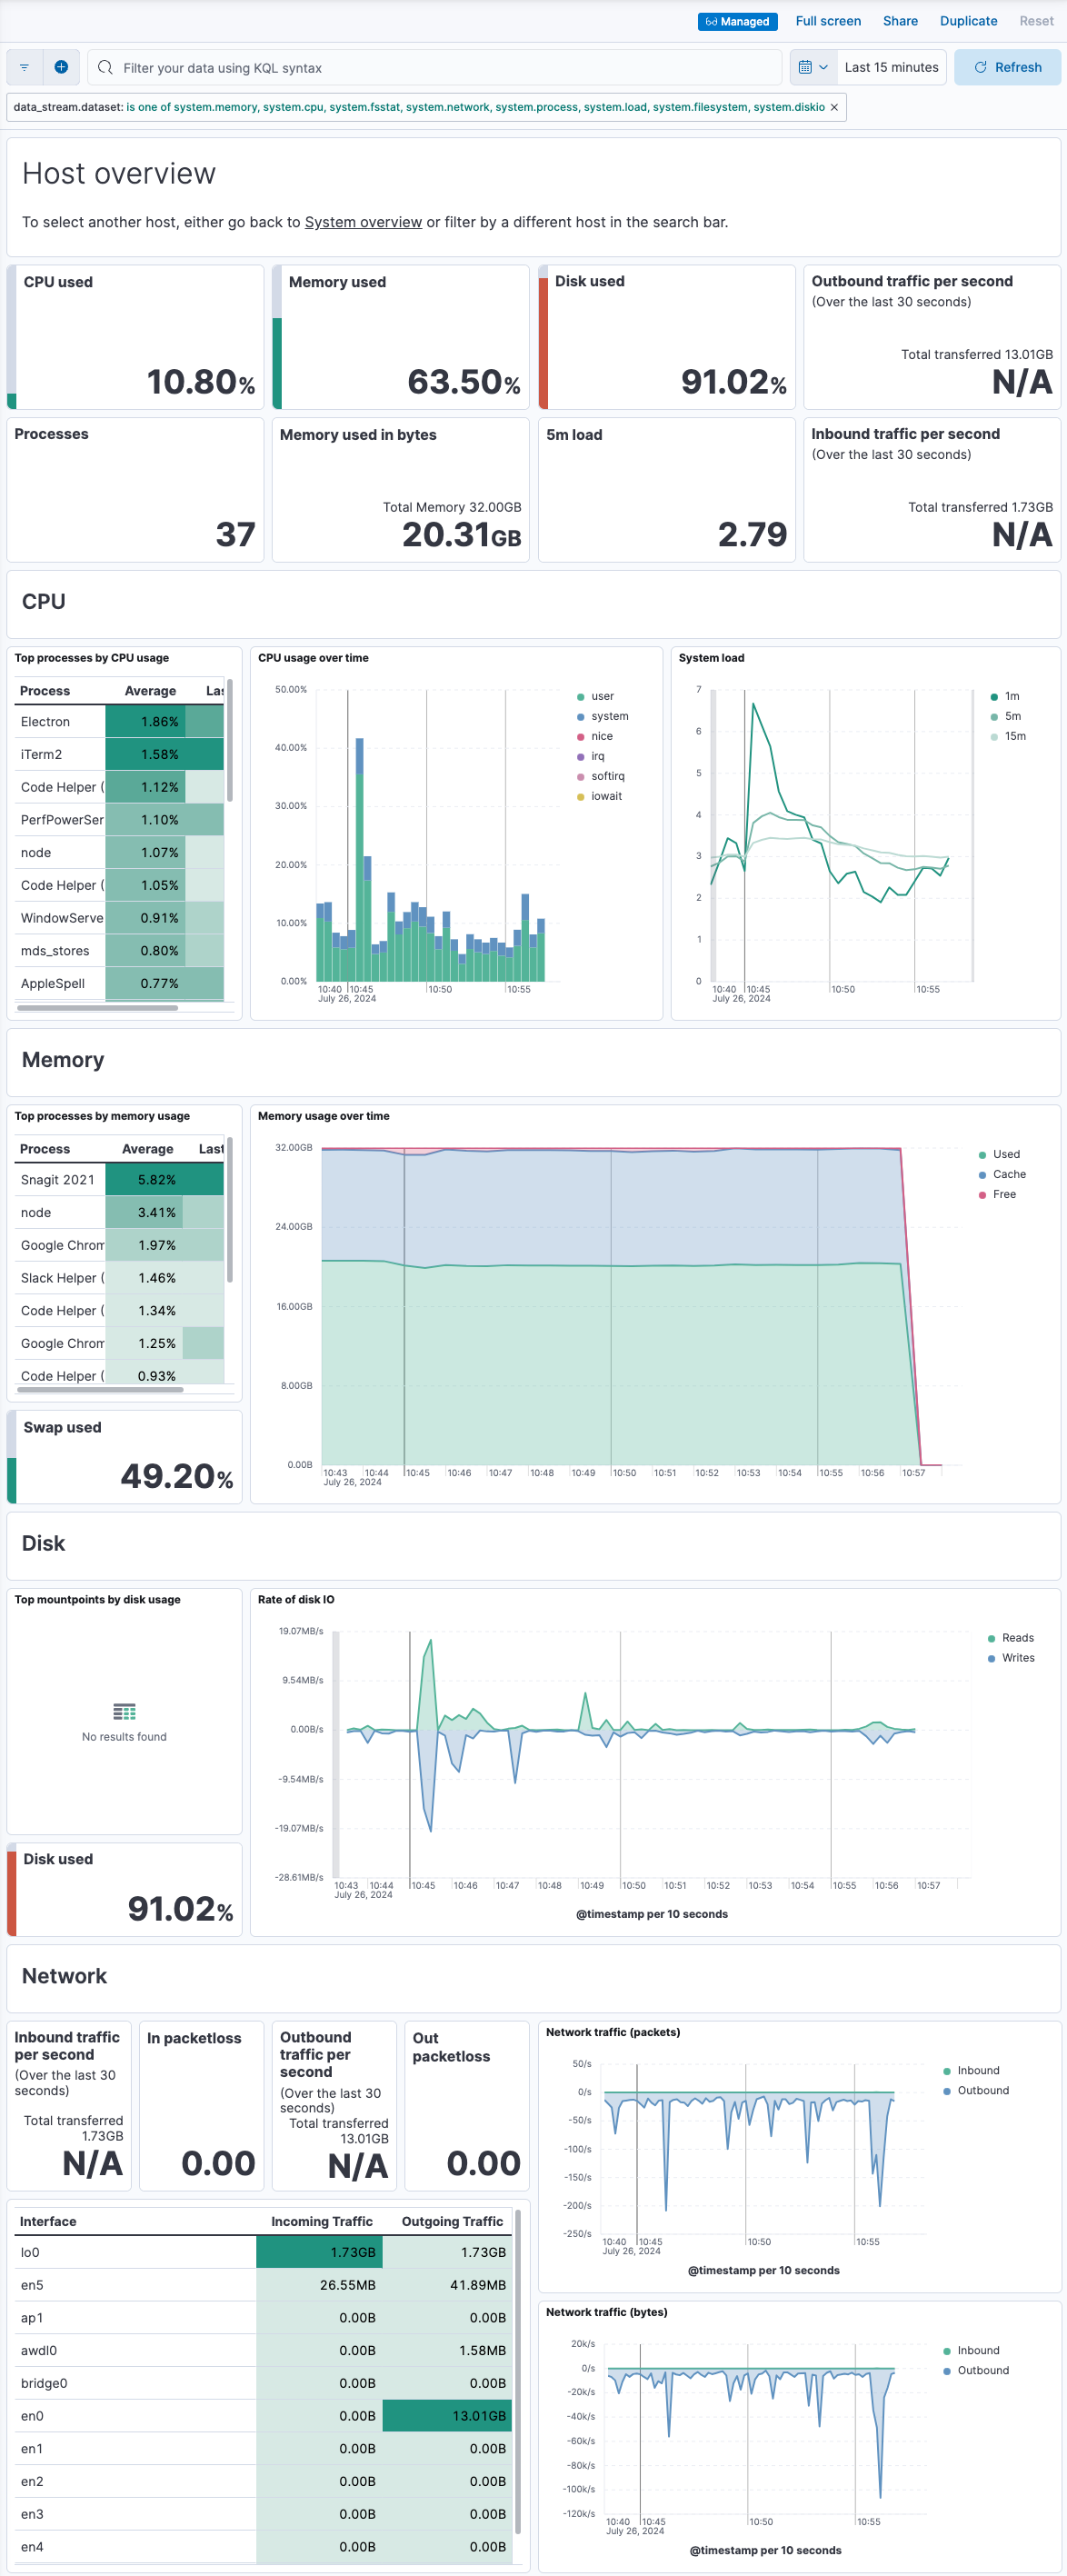 Managed
Full screen
Share
Duplicate
Reset
Filter your data using KQL syntax
Last 15 minutes
Refresh
data_stream.dataset: is one of system.memory, system.cpu, system.fsstat, system.network, system.process, system.load, system.filesystem, system.diskio ×
Host overview
To select another host, either go back to System overview or filter by a different host in the search bar.
CPU used
10.80%
Memory used
63.50%
Disk used
91.02%
Outbound traffic per second
(Over the last 30 seconds)
Total transferred 13.01GB
N/A
Processes
37
Memory used in bytes
Total Memory 32.00GB
20.31GB
5m load
2.79
Inbound traffic per second
(Over the last 30 seconds)
Total transferred 1.73GB
N/A
CPU
Top processes by CPU usage
Process Average Las
Electron 1.86%
iTerm2 1.58%
Code Helper ( 1.12%
PerfPowerSer 1.10%
node 1.07%
Code Helper ( 1.05%
WindowServe 0.91%
mds_stores 0.80%
AppleSpell 0.77%
CPU usage over time
50.00%
40.00%
30.00%
20.00%
10.00%
0.00%
10:40 10:45 10:50 10:55
July 26, 2024
user
system
nice
irq
softirq
iowait
System load
7
6
5
4
3
2
1
0
10:40 10:45 10:50 10:55
July 26, 2024
1m
5m
15m
Memory
Top processes by memory usage
Process Average Last
Snagit 2021 5.82%
node 3.41%
Google Chrom 1.97%
Slack Helper ( 1.46%
Code Helper ( 1.34%
Google Chrom 1.25%
Code Helper ( 0.93%
Swap used
49.20%
Memory usage over time
32.00GB
24.00GB
16.00GB
8.00GB
0.00B
10:43 10:44 10:45 10:46 10:47 10:48 10:49 10:50 10:51 10:52 10:53 10:54 10:55 10:56 10:57
July 26, 2024
Used
Cache
Free
Disk
Top mountpoints by disk usage
No results found
Disk used
91.02%
Rate of disk IO
19.07MB/s
9.54MB/s
0.00B/s
-9.54MB/s
-19.07MB/s
-28.61MB/s
10:43 10:44 10:45 10:46 10:47 10:48 10:49 10:50 10:51 10:52 10:53 10:54 10:55 10:56 10:57
July 26, 2024
@timestamp per 10 seconds
Reads
Writes
Network
Inbound traffic
per second
(Over the last 30
seconds)
Total transferred
1.73GB
N/A
In packetloss
0.00
Outbound
traffic per
second
(Over the last 30
seconds)
Total transferred
13.01GB
N/A
Out
packetloss
0.00
Interface Incoming Traffic Outgoing Traffic
lo0 1.73GB 1.73GB
en5 26.55MB 41.89MB
ap1 0.00B 0.00B
awdl0 0.00B 1.58MB
bridge0 0.00B 0.00B
en0 0.00B 13.01GB
en1 0.00B 0.00B
en2 0.00B 0.00B
en3 0.00B 0.00B
en4 0.00B 0.00B
Network traffic (packets)
50/s
0/s
-50/s
-100/s
-150/s
-200/s
-250/s
10:40 10:45 10:50 10:55
July 26, 2024
@timestamp per 10 seconds
Inbound
Outbound
Network traffic (bytes)
20k/s
0/s
-20k/s
-40k/s
-60k/s
-80k/s
-100k/s
-120k/s
10:40 10:45 10:50 10:55
July 26, 2024
@timestamp per 10 seconds
Inbound
Outbound